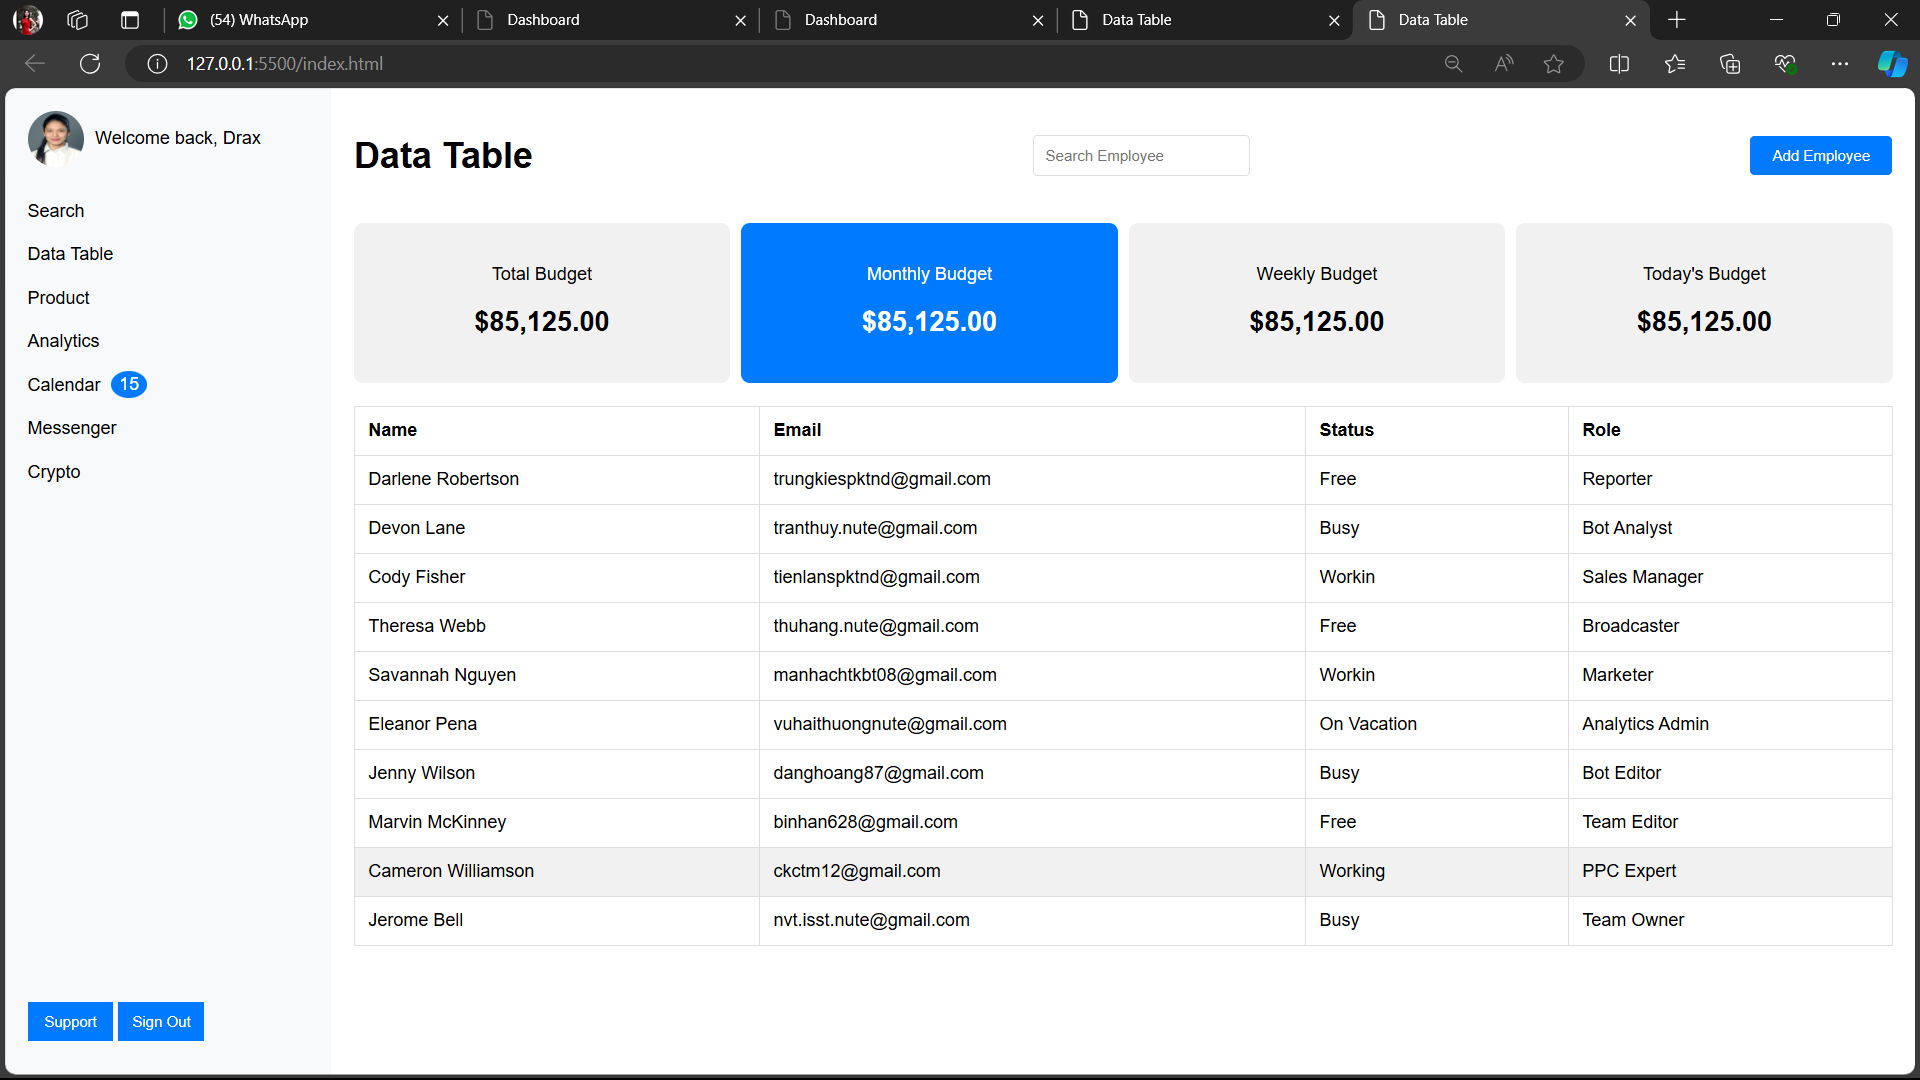 (54) WhatsApp
Dashboard
Dashboard
Data Table
Data Table
127.0.0.1:5500/index.html
Welcome back, Drax
Search
Data Table
Product
Analytics
Calendar 15
Messenger
Crypto
Support
Sign Out
Data Table
Search Employee
Add Employee
Total Budget
$85,125.00
Monthly Budget
$85,125.00
Weekly Budget
$85,125.00
Today's Budget
$85,125.00
Name Email Status Role
Darlene Robertson trungkiespktnd@gmail.com Free Reporter
Devon Lane tranthuy.nute@gmail.com Busy Bot Analyst
Cody Fisher tienlanspktnd@gmail.com Workin Sales Manager
Theresa Webb thuhang.nute@gmail.com Free Broadcaster
Savannah Nguyen manhachtkbt08@gmail.com Workin Marketer
Eleanor Pena vuhaithuongnute@gmail.com On Vacation Analytics Admin
Jenny Wilson danghoang87@gmail.com Busy Bot Editor
Marvin McKinney binhan628@gmail.com Free Team Editor
Cameron Williamson ckctm12@gmail.com Working PPC Expert
Jerome Bell nvt.isst.nute@gmail.com Busy Team Owner